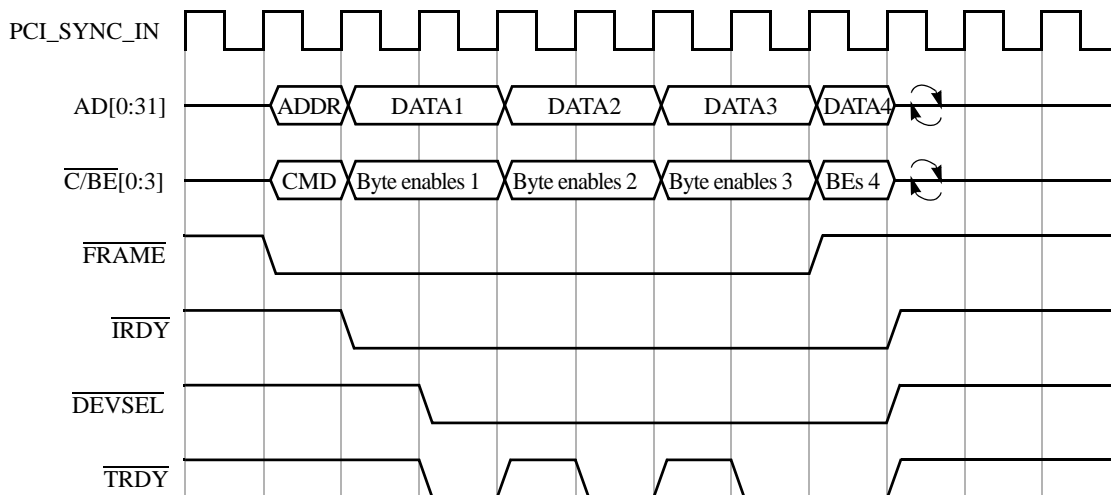 PCI_SYNC_IN
AD[0:31] ADDR DATA1 DATA2 DATA3 DATA4
C/BE[0:3] CMD Byte enables 1 Byte enables 2 Byte enables 3 BEs 4
FRAME
IRDY
DEVSEL
TRDY